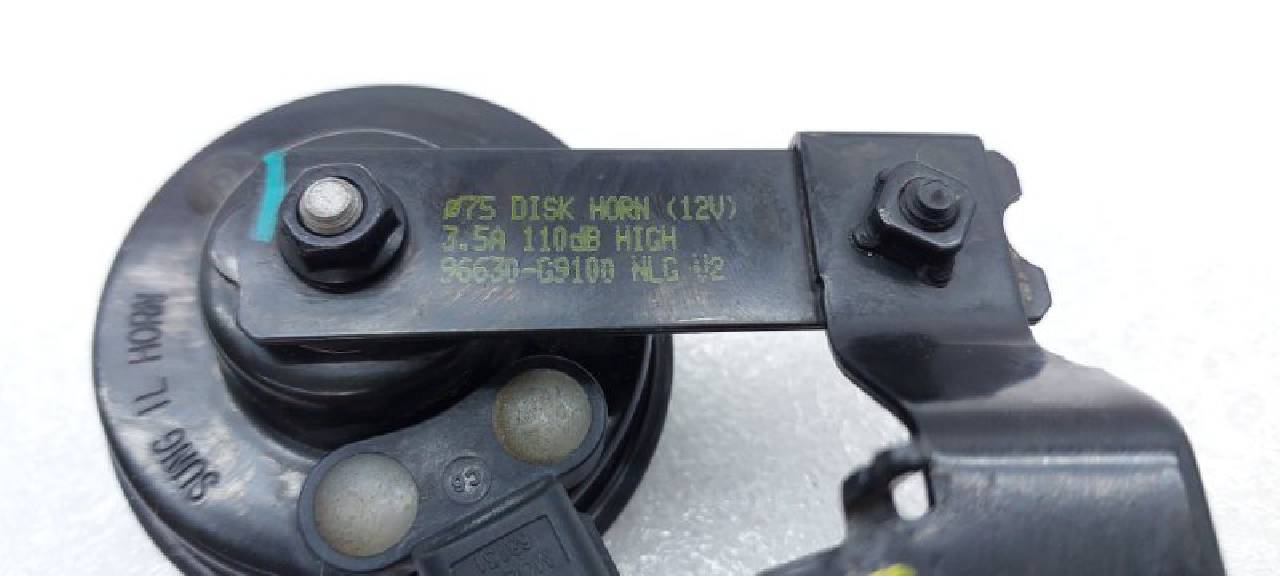 ø75 DISK HORN (12V)
3.5A 110dB HIGH
96630-G9100 NLG V2
SUNG IL HORN